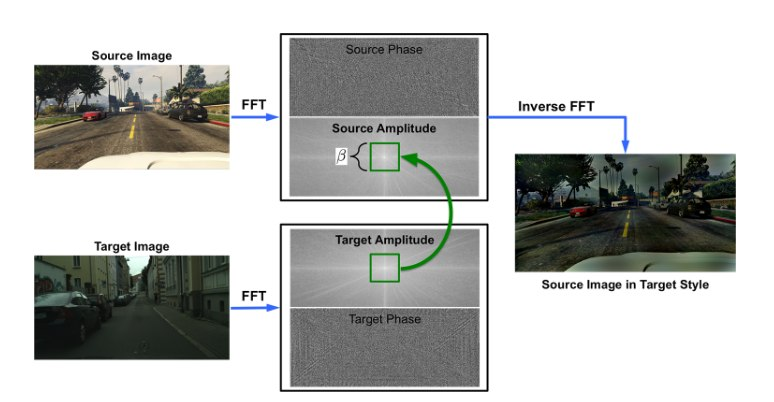 Source Image
FFT
Source Phase
Source Amplitude
β
Inverse FFT
Target Image
FFT
Target Amplitude
Target Phase
Source Image in Target Style